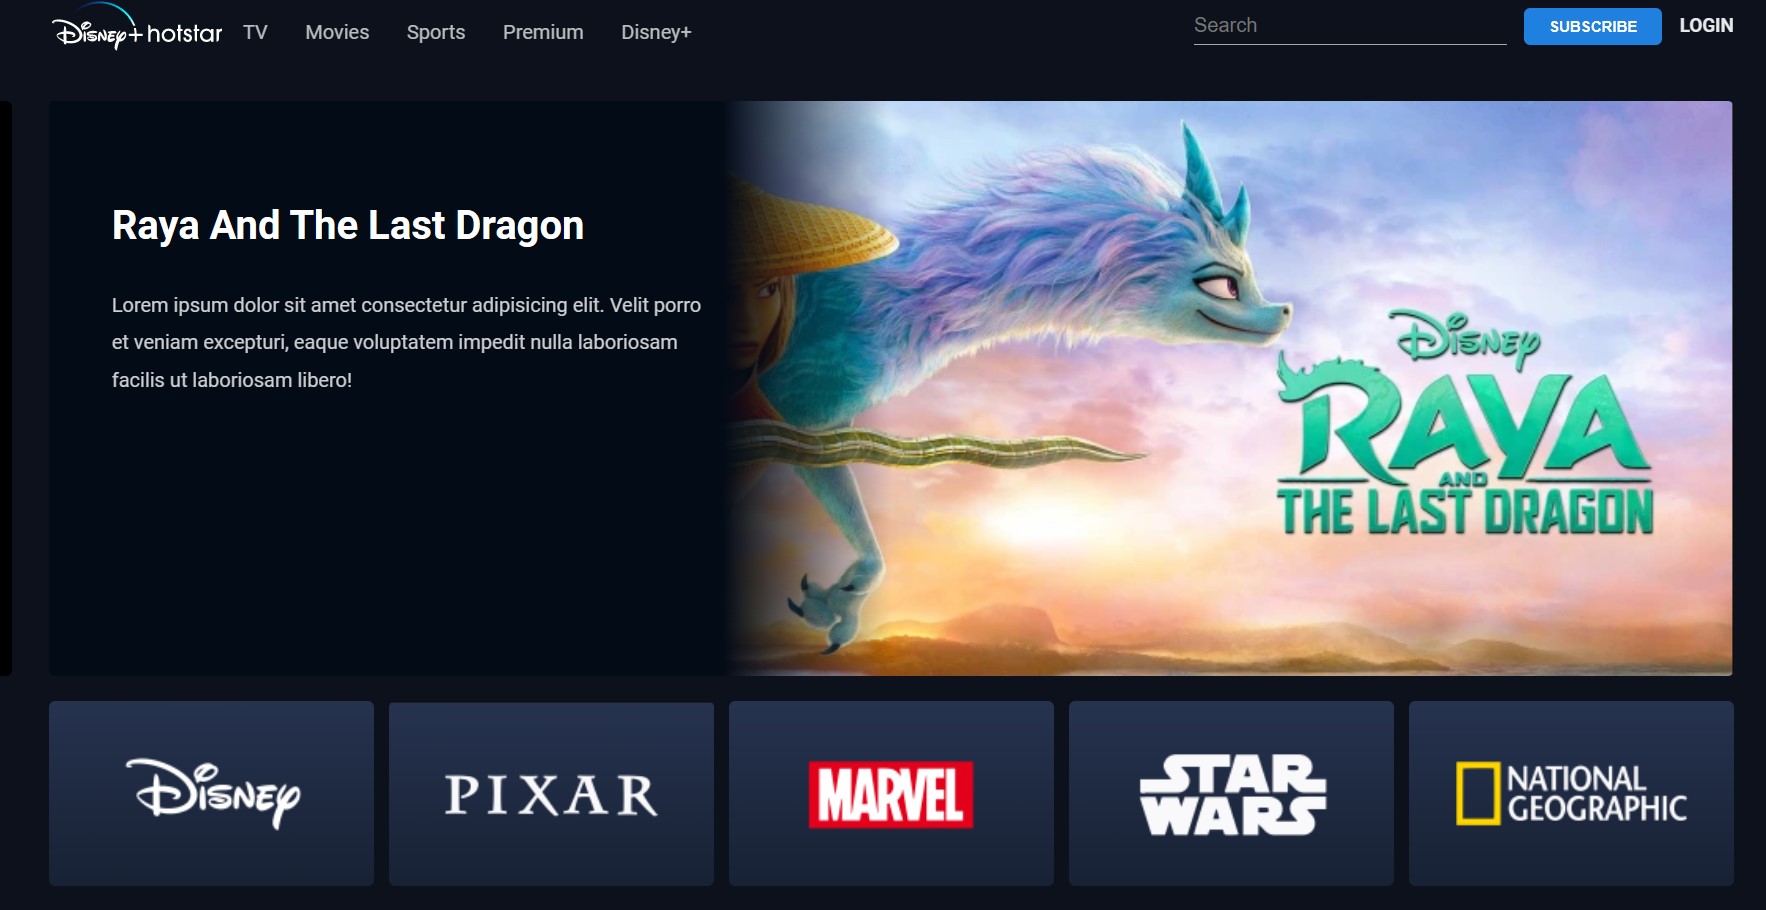 Disney+ hotstar
TV Movies Sports Premium Disney+
Search
SUBSCRIBE
LOGIN
Raya And The Last Dragon
Lorem ipsum dolor sit amet consectetur adipisicing elit. Velit porro
et veniam excepturi, eaque voluptatem impedit nulla laboriosam
facilis ut laboriosam libero!
Disney
RAYA
AND
THE LAST DRAGON
Disney
PIXAR
MARVEL
STAR
WARS
NATIONAL
GEOGRAPHIC